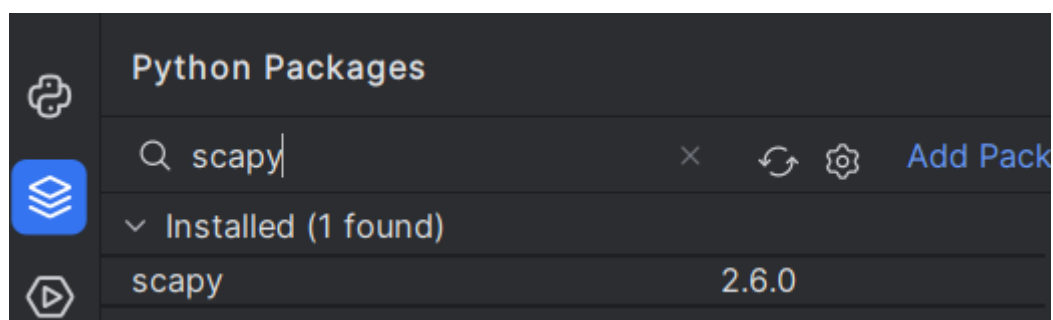 Python Packages
scapy
Add Pack
Installed (1 found)
scapy 2.6.0